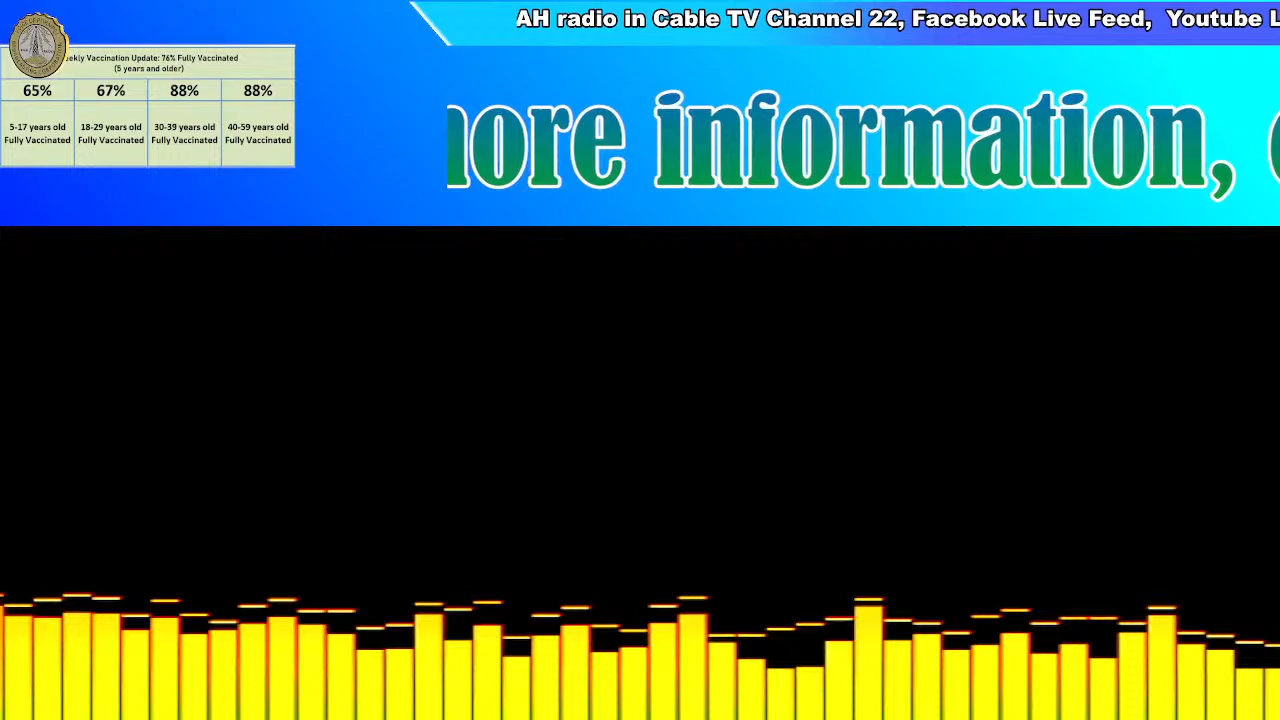 AH radio in Cable TV Channel 22, Facebook Live Feed, Youtube L
ekly Vaccination Update: 76% Fully Vaccinated
(5 years and older)
65% 67% 88% 88%
5-17 years old 18-29 years old 30-39 years old 40-59 years old
Fully Vaccinated Fully Vaccinated Fully Vaccinated Fully Vaccinated
ore information,